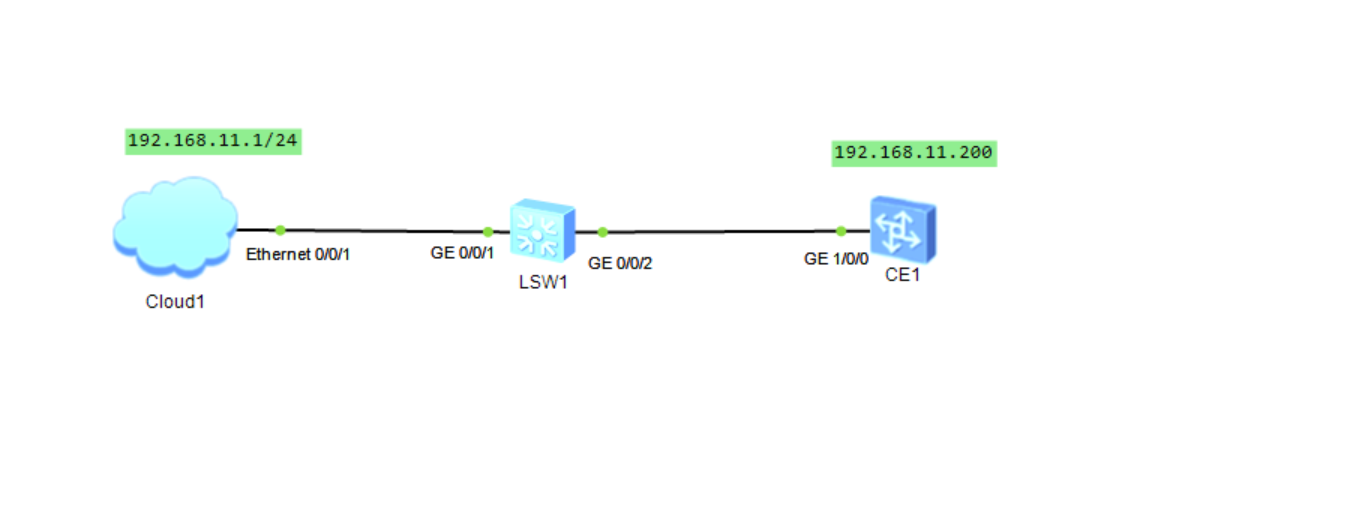 192.168.11.1/24
192.168.11.200
Ethernet 0/0/1
GE 0/0/1
GE 0/0/2
GE 1/0/0
Cloud1
LSW1
CE1